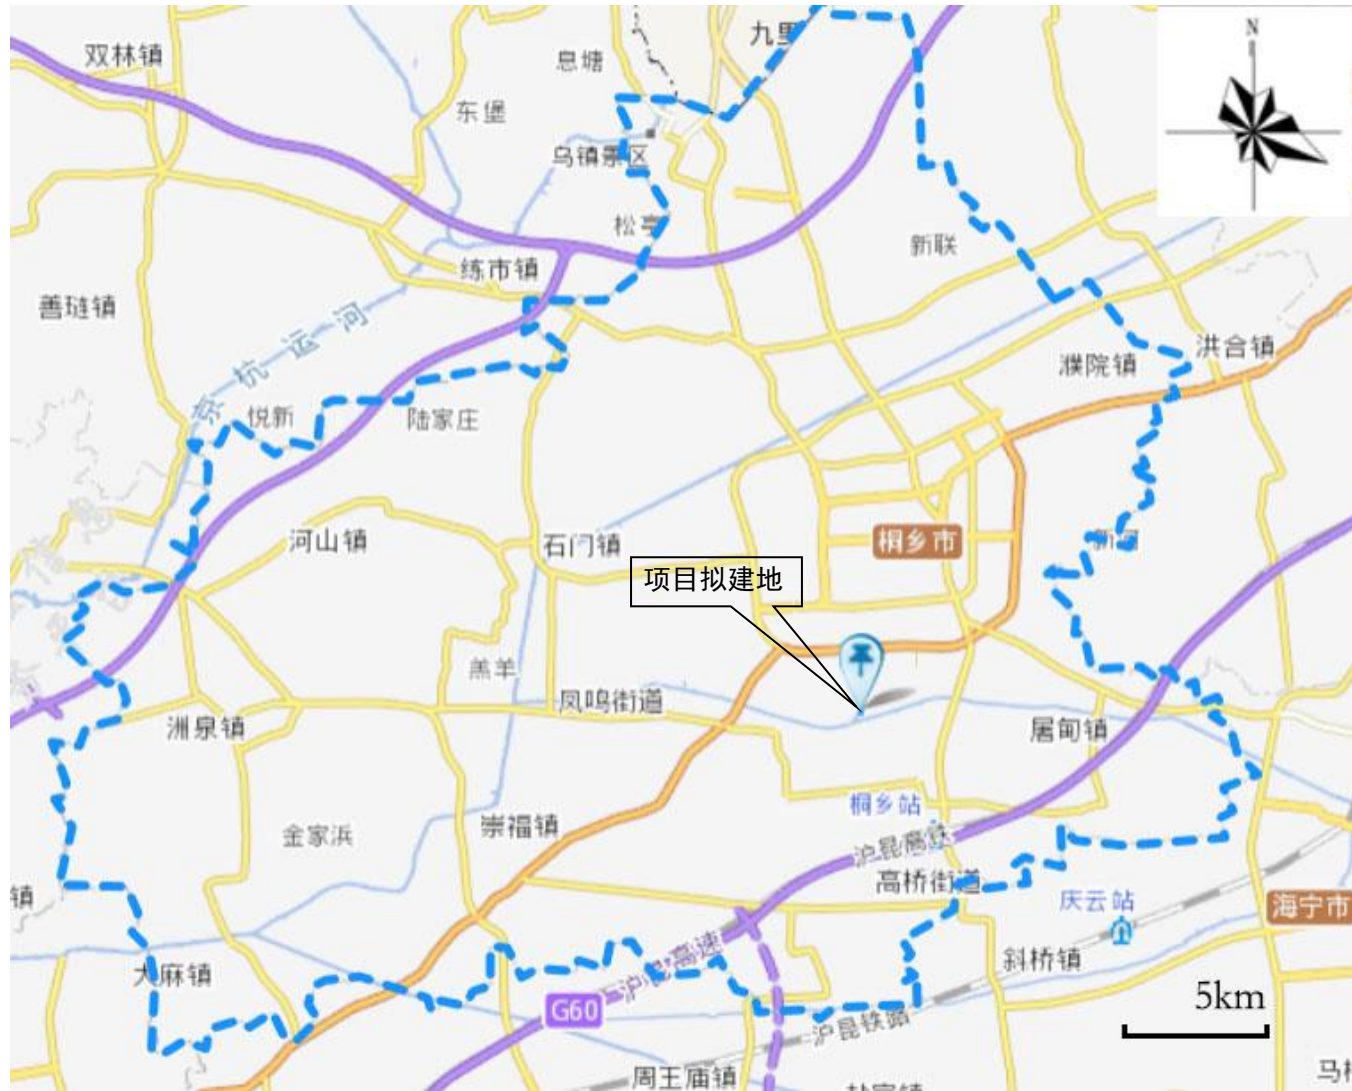 双林镇
息塘
九里
N
东堡
乌镇景区
松亭
新联
练市镇
善琏镇
京杭运河
洪合镇
濮院镇
悦新
陆家庄
河山镇
石门镇
桐乡市
新河
项目拟建地
羔羊
凤鸣街道
洲泉镇
屠甸镇
桐乡站
金家浜
崇福镇
沪昆高铁
高桥街道
镇
庆云站
海宁市
大麻镇
沪昆高速
斜桥镇
5km
G60
沪昆铁路
周王庙镇